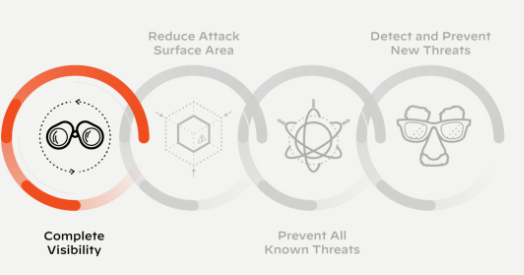 Reduce Attack
Surface Area
Detect and Prevent
New Threats
Complete
Visibility
Prevent All
Known Threats